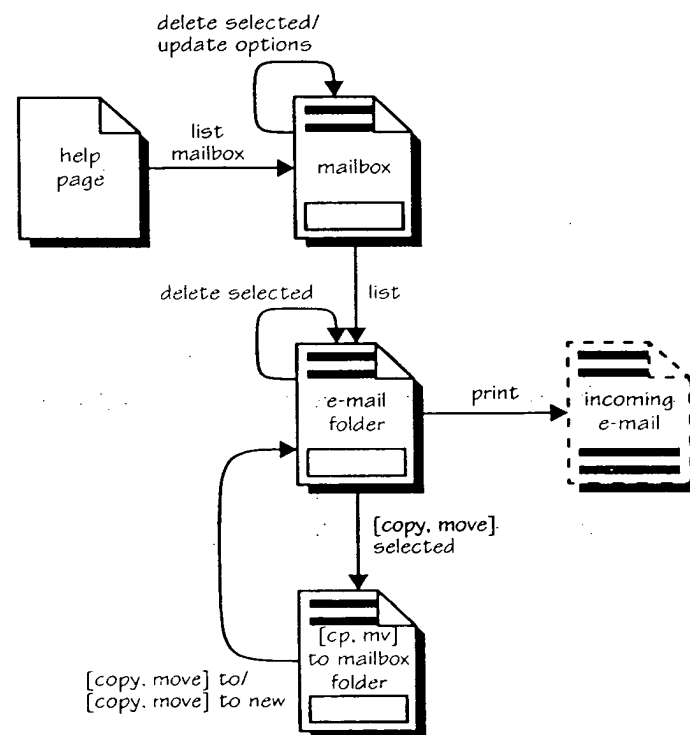 delete selected/
update options
help
page
list
mailbox
mailbox
delete selected
list
e-mail
folder
print
incoming
e-mail
[copy, move]
selected
[cp, mv]
to mailbox
folder
[copy, move] to/
[copy, move] to new